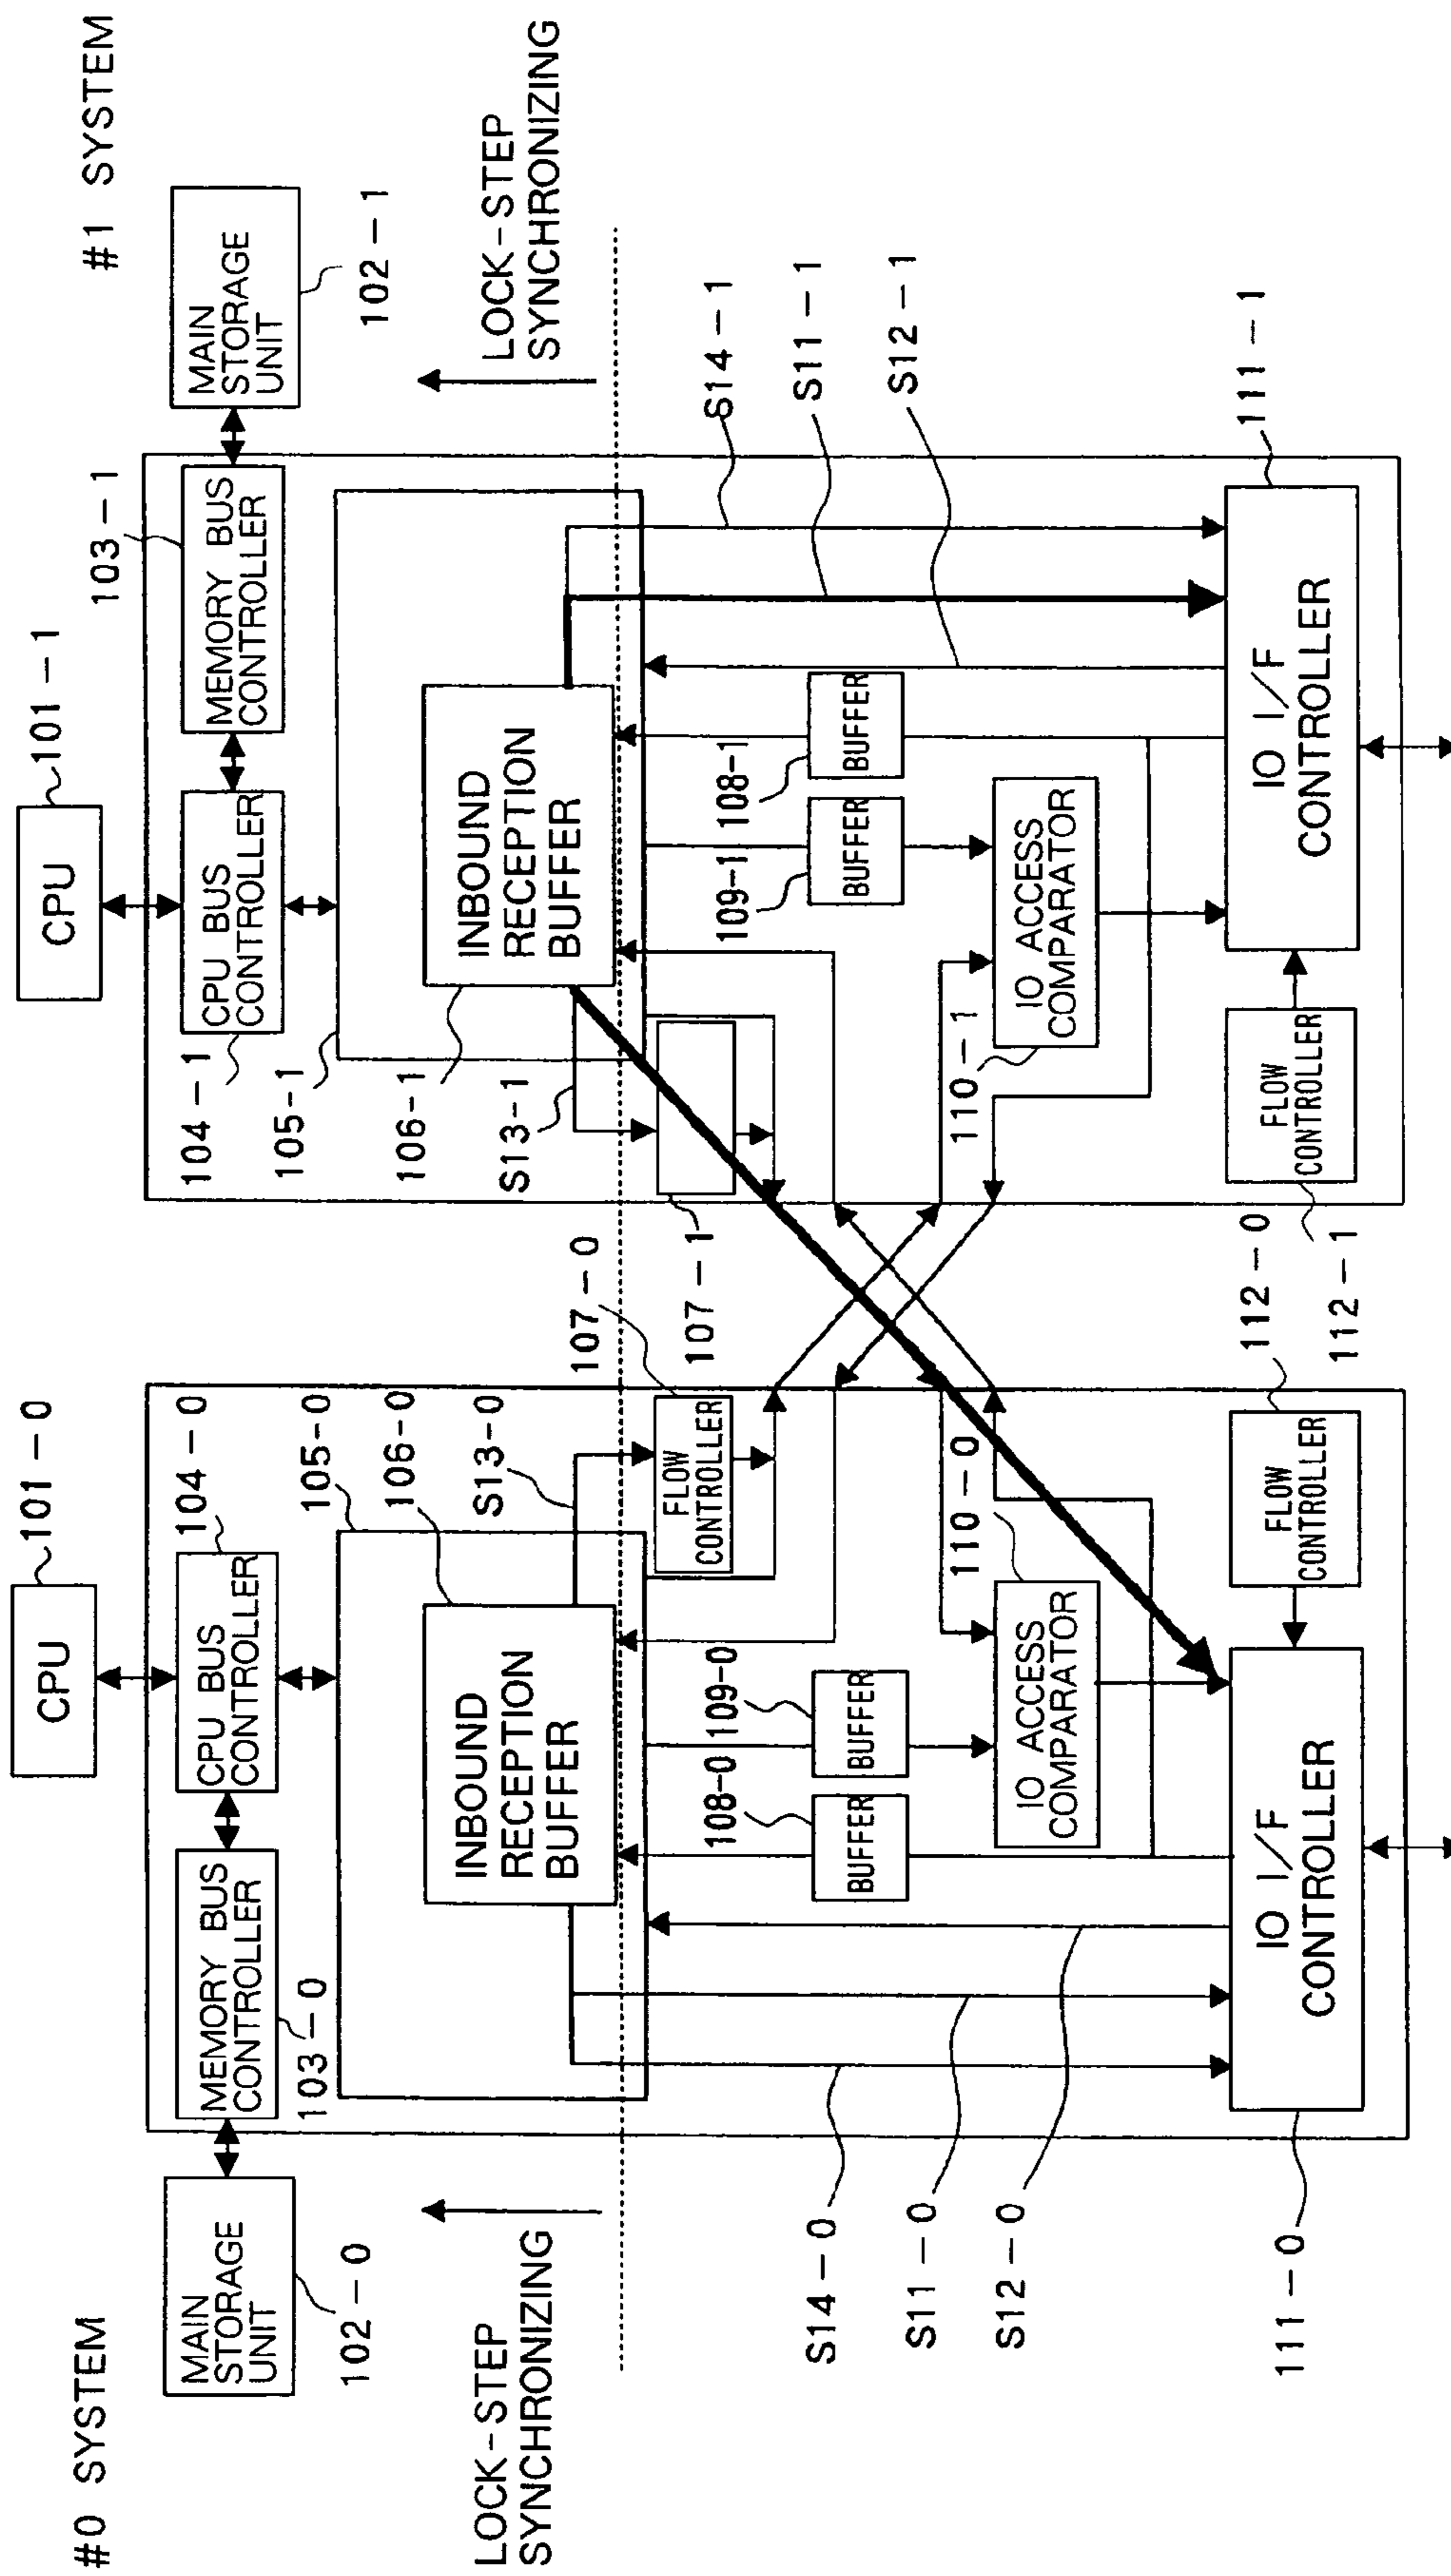 #0 SYSTEM
#1 SYSTEM
CPU
101-0
CPU
101-1
MAIN
STORAGE
UNIT
102-0
MEMORY BUS
CONTROLLER
103-0
CPU BUS
CONTROLLER
104-0
104-1
CPU BUS
CONTROLLER
MEMORY BUS
CONTROLLER
103-1
MAIN
STORAGE
UNIT
102-1
105-0
105-1
106-0
106-1
INBOUND
RECEPTION
BUFFER
INBOUND
RECEPTION
BUFFER
LOCK-STEP
SYNCHRONIZING
LOCK-STEP
SYNCHRONIZING
S13-0
S13-1
107-0
FLOW
CONTROLLER
107-1
108-0
BUFFER
109-0
BUFFER
109-1
BUFFER
108-1
BUFFER
S14-0
S11-0
S12-0
S14-1
S11-1
S12-1
IO ACCESS
COMPARATOR
110-0
110-1
IO ACCESS
COMPARATOR
111-0
IO I/F
CONTROLLER
FLOW
CONTROLLER
112-0
112-1
FLOW
CONTROLLER
IO I/F
CONTROLLER
111-1